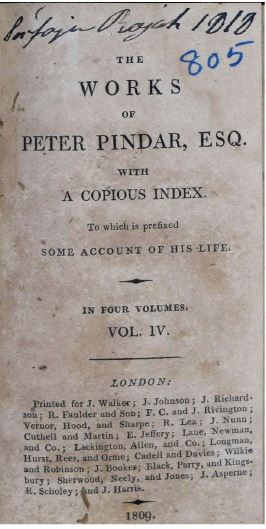 1810
805
THE
WORKS
OF
PETER PINDAR, ESQ.
WITH
A COPIOUS INDEX.
To which is prefixed
SOME ACCOUNT OF HIS LIFE.
IN FOUR VOLUMES.
VOL. IV.
LONDON:
Printed for J. Walker; J. Johnson; J. Richard-
son; R. Faulder and Son; F. C. and J. Rivington;
Vernor, Hood, and Sharpe; R. Lea; J. Nunn;
Cuthell and Martin; E. Jeffery; Lane, Newman,
and Co.; Lackington, Allen, and Co.; Longman,
Hurst, Rees, and Orme; Cadell and Davies; Wilkie
and Robinson; J. Booker; Black, Parry, and Kings-
bury; Sherwood, Neely, and Jones; J. Asperne;
R. Scholey; and J. Harris.
1809.